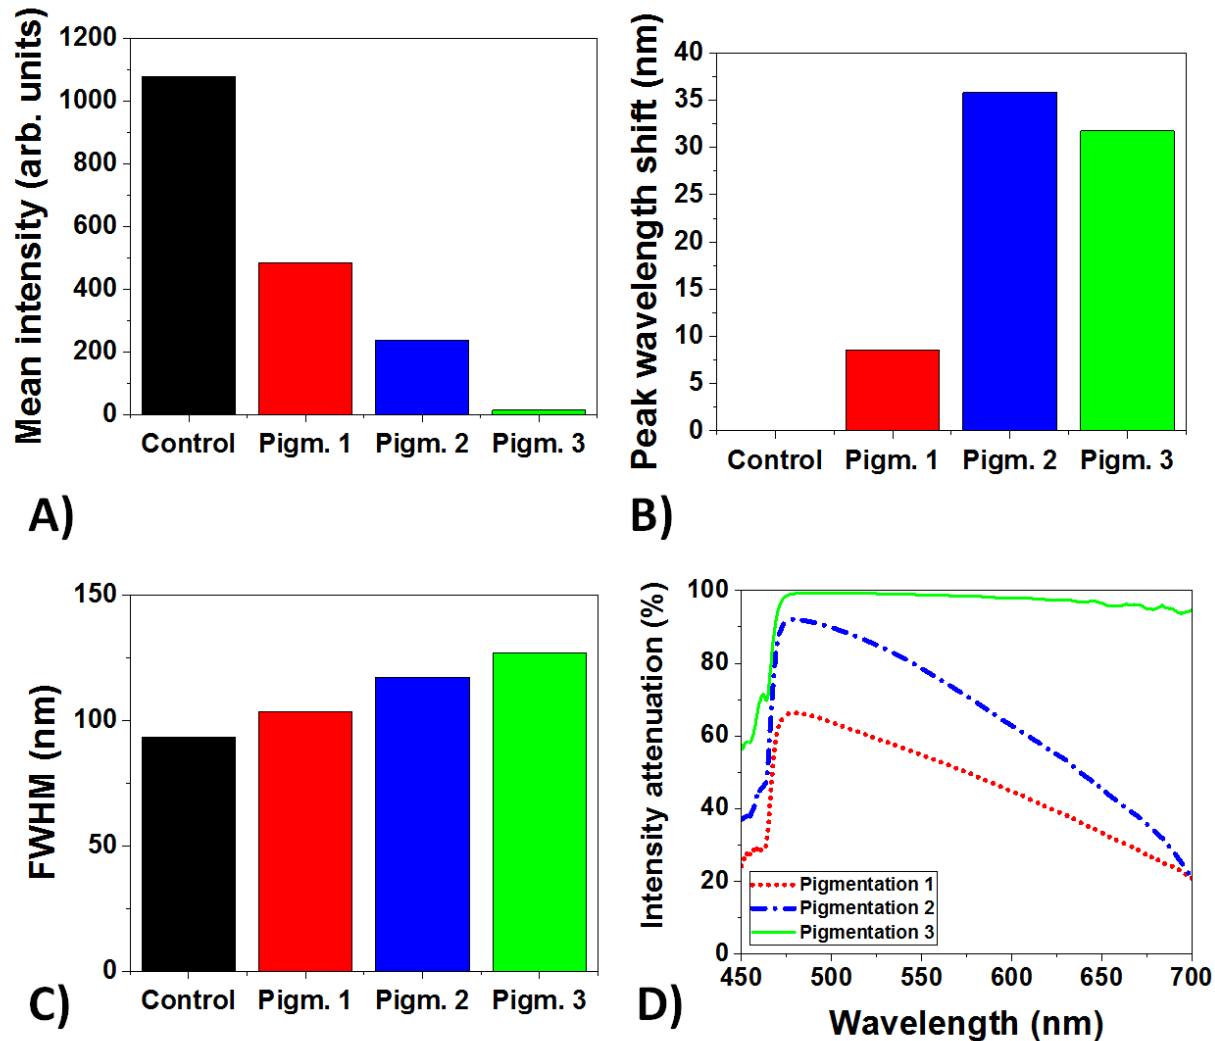 Mean intensity (arb. units)
1200
1000
800
600
400
200
0
Control Pigm. 1 Pigm. 2 Pigm. 3
A)
Peak wavelength shift (nm)
40
35
30
25
20
15
10
5
0
Control Pigm. 1 Pigm. 2 Pigm. 3
B)
FWHM (nm)
150
100
50
0
Control Pigm. 1 Pigm. 2 Pigm. 3
C)
Intensity attenuation (%)
100
80
60
40
20
0
Pigmentation 1
Pigmentation 2
Pigmentation 3
450 500 550 600 650 700
Wavelength (nm)
D)